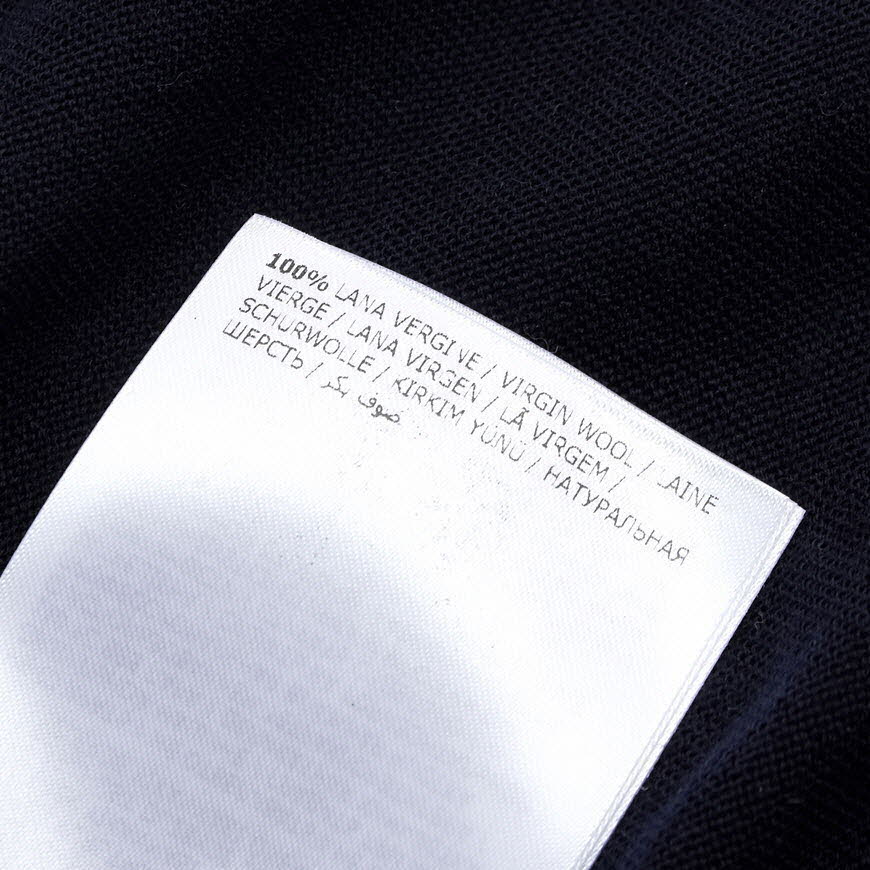 100% LANA VERGINE / VIRGIN WOOL / LAINE
VIERGE / LANA VIRGEN / LÃ VIRGEM /
SCHURWOLLE / KIRKIM YÜNÜ / НАТУРАЛЬНАЯ
ШЕРСТЬ / صوف بكر